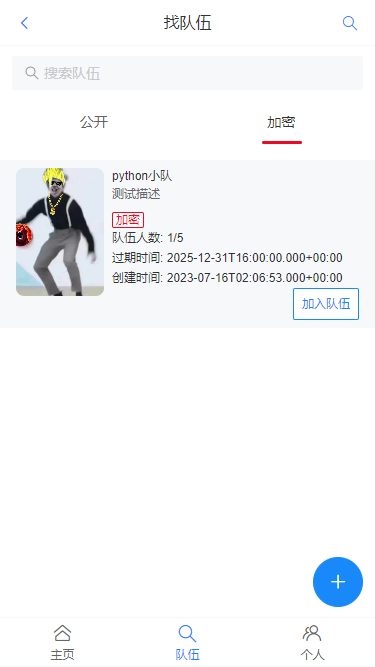 找队伍
搜索队伍
公开
加密
python小队
测试描述
加密
队伍人数: 1/5
过期时间: 2025-12-31T16:00:00.000+00:00
创建时间: 2023-07-16T02:06:53.000+00:00
加入队伍
主页
队伍
个人